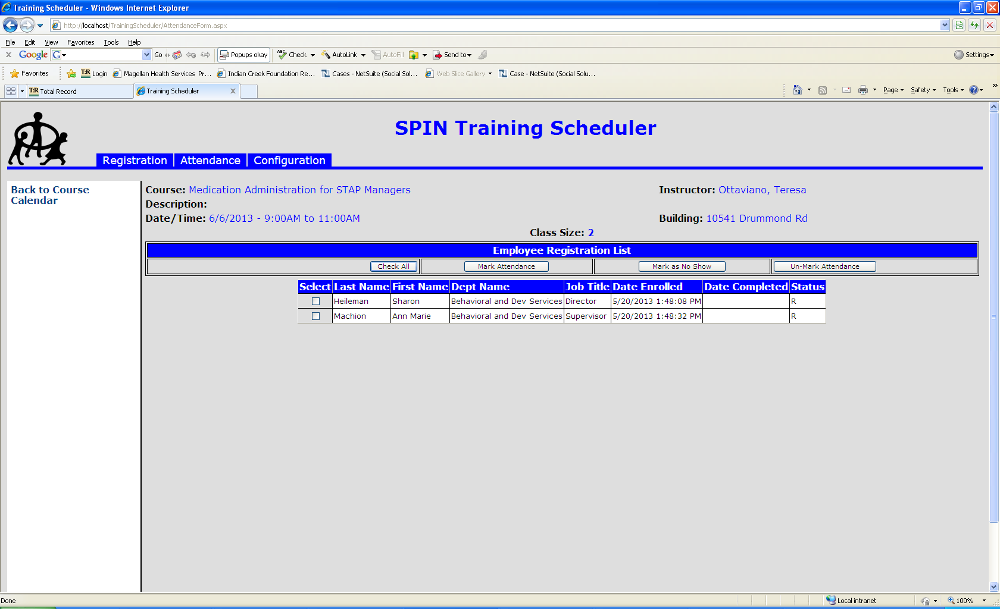 Training Scheduler - Windows Internet Explorer
http://localhost/TrainingScheduler/AttendanceForm.aspx
File Edit View Favorites Tools Help
x Google G Go Popups okay ABC Check AutoLink AutoFill Send to Settings
Favorites T:R Login Magellan Health Services Pr... Indian Creek Foundation Re... N Cases - NetSuite (Social Sol... Web Slice Gallery N Case - NetSuite (Social Solu...
T:R Total Record Training Scheduler X Page Safety Tools »
SPIN Training Scheduler
Registration Attendance Configuration
Back to Course
Calendar
Course: Medication Administration for STAP Managers Instructor: Ottaviano, Teresa
Description:
Date/Time: 6/6/2013 - 9:00AM to 11:00AM Building: 10541 Drummond Rd
Class Size: 2
Employee Registration List
Check All Mark Attendance Mark as No Show Un-Mark Attendance
Select Last Name First Name Dept Name Job Title Date Enrolled Date Completed Status
Heileman Sharon Behavioral and Dev Services Director 5/20/2013 1:48:08 PM R
Machion Ann Marie Behavioral and Dev Services Supervisor 5/20/2013 1:48:32 PM R
Done Local intranet 100%